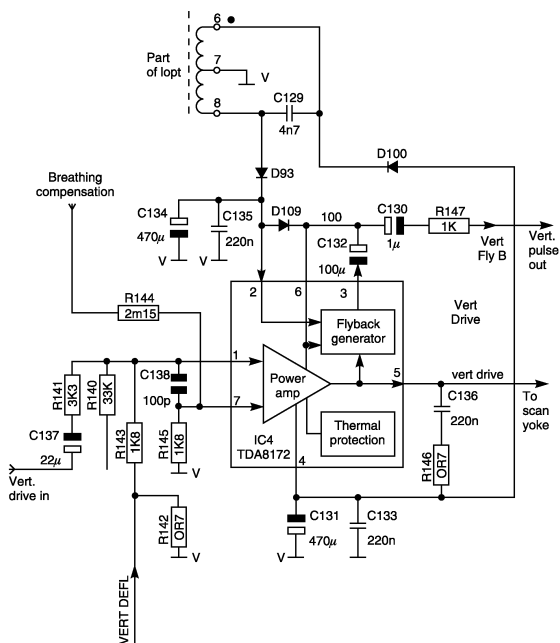 6
Part
of lopt
7
V
C129
8
4n7
D100
D93
Breathing
compensation
C134
C135
D109
100
C130
R147
1K
470μ
220n
C132
1μ
Vert
Fly B
Vert.
pulse
out
V
V
100μ
R144
2m15
2
6
3
Vert
Drive
Flyback
generator
1
5
vert drive
R141
3K3
R140
33K
C138
Power
amp
To
scan
yoke
100p
7
C136
220n
C137
R143
1K8
R145
1K8
Thermal
protection
IC4
TDA8172
R146
OR7
22μ
4
Vert.
drive in
V
C131
C133
R142
OR7
470μ
220n
V
V
VERT DEFL